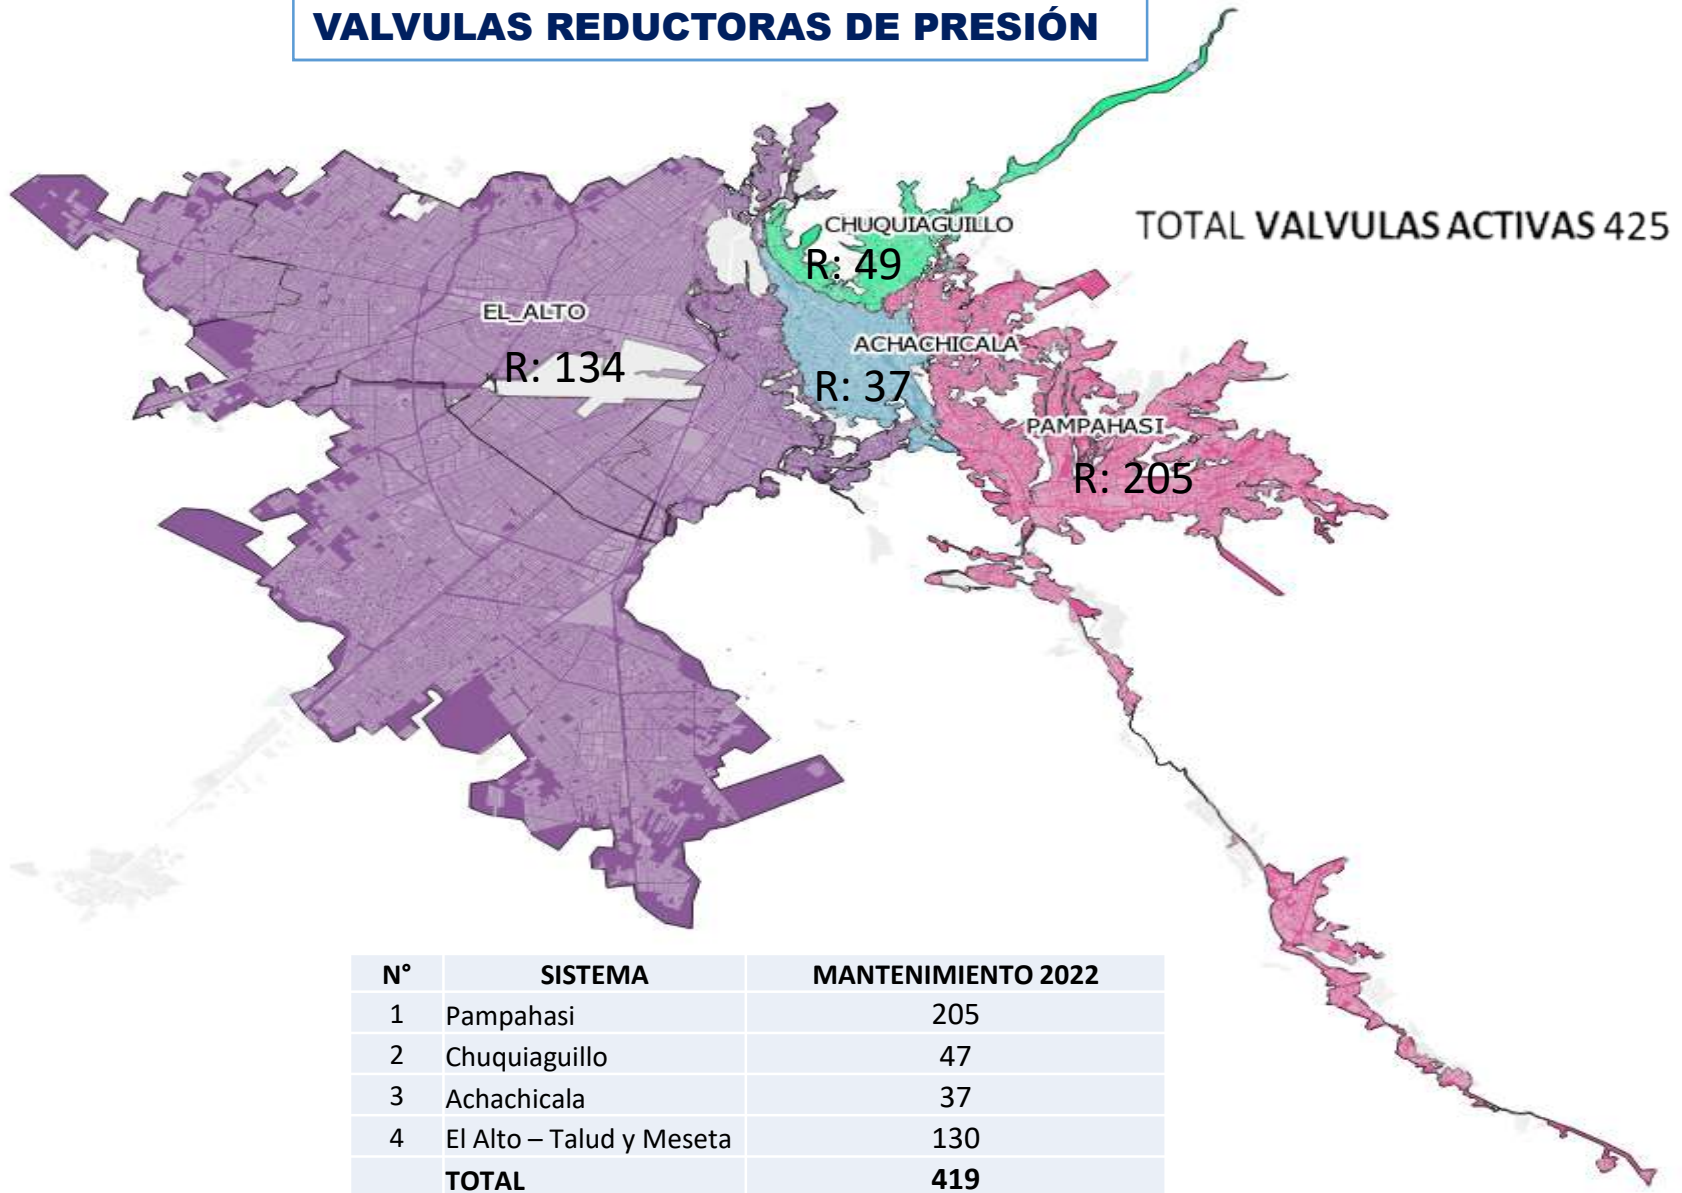 VALVULAS REDUCTORAS DE PRESIÓN
CHUQUIAGUILLO
R: 49
TOTAL VALVULAS ACTIVAS 425
EL_ALTO
R: 134
ACHACHICALA
R: 37
PAMPAHASI
R: 205
N° SISTEMA MANTENIMIENTO 2022
1 Pampahasi 205
2 Chuquiaguillo 47
3 Achachicala 37
4 El Alto – Talud y Meseta 130
TOTAL 419